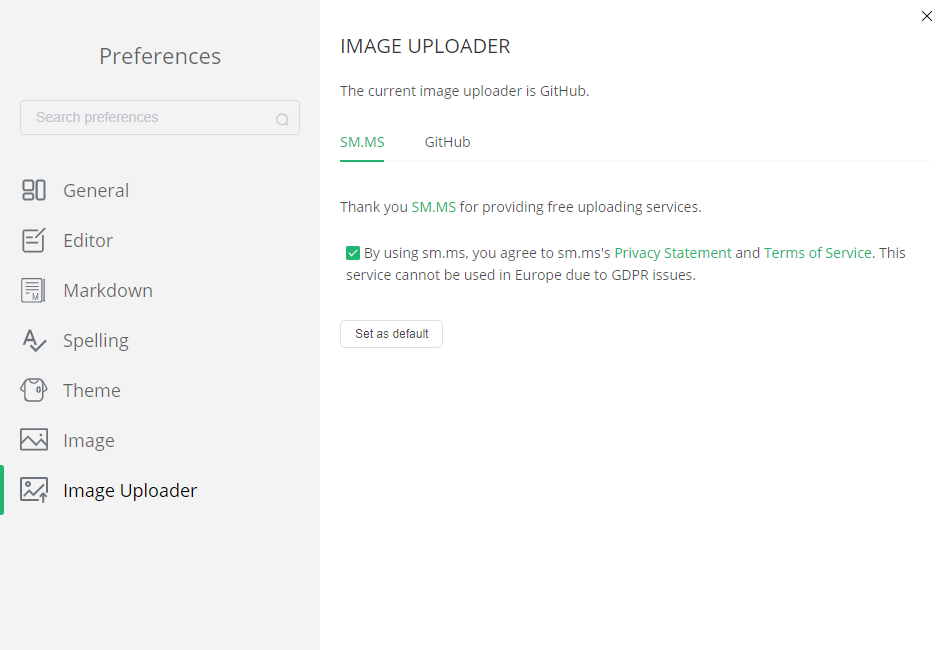 Preferences
Search preferences
General
Editor
Markdown
Spelling
Theme
Image
Image Uploader
IMAGE UPLOADER
The current image uploader is GitHub.
SM.MS GitHub
Thank you SM.MS for providing free uploading services.
By using sm.ms, you agree to sm.ms's Privacy Statement and Terms of Service. This
service cannot be used in Europe due to GDPR issues.
Set as default